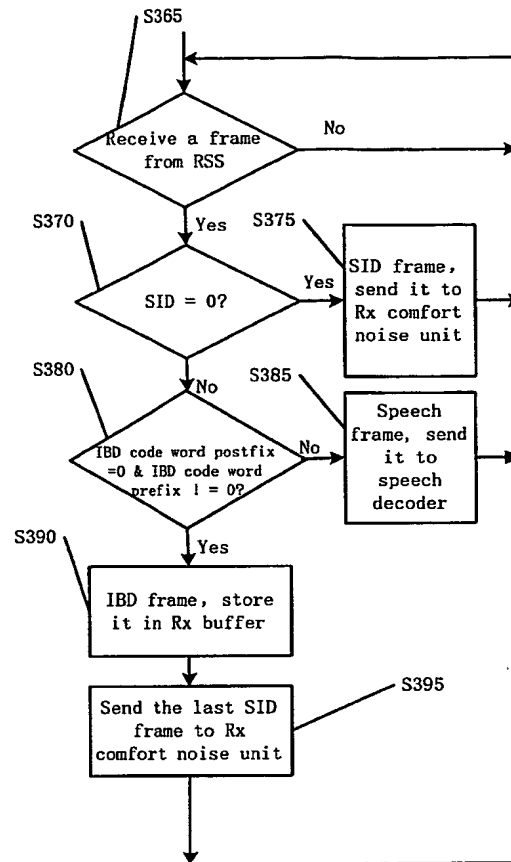 S365
Receive a frame
from RSS
No
Yes
S370
SID = 0?
Yes
S375
SID frame,
send it to
Rx comfort
noise unit
No
S380
IBD code word postfix
=0 & IBD code word
prefix ! = 0?
No
S385
Speech
frame, send
it to
speech
decoder
Yes
S390
IBD frame, store
it in Rx buffer
Send the last SID
frame to Rx
comfort noise unit
S395